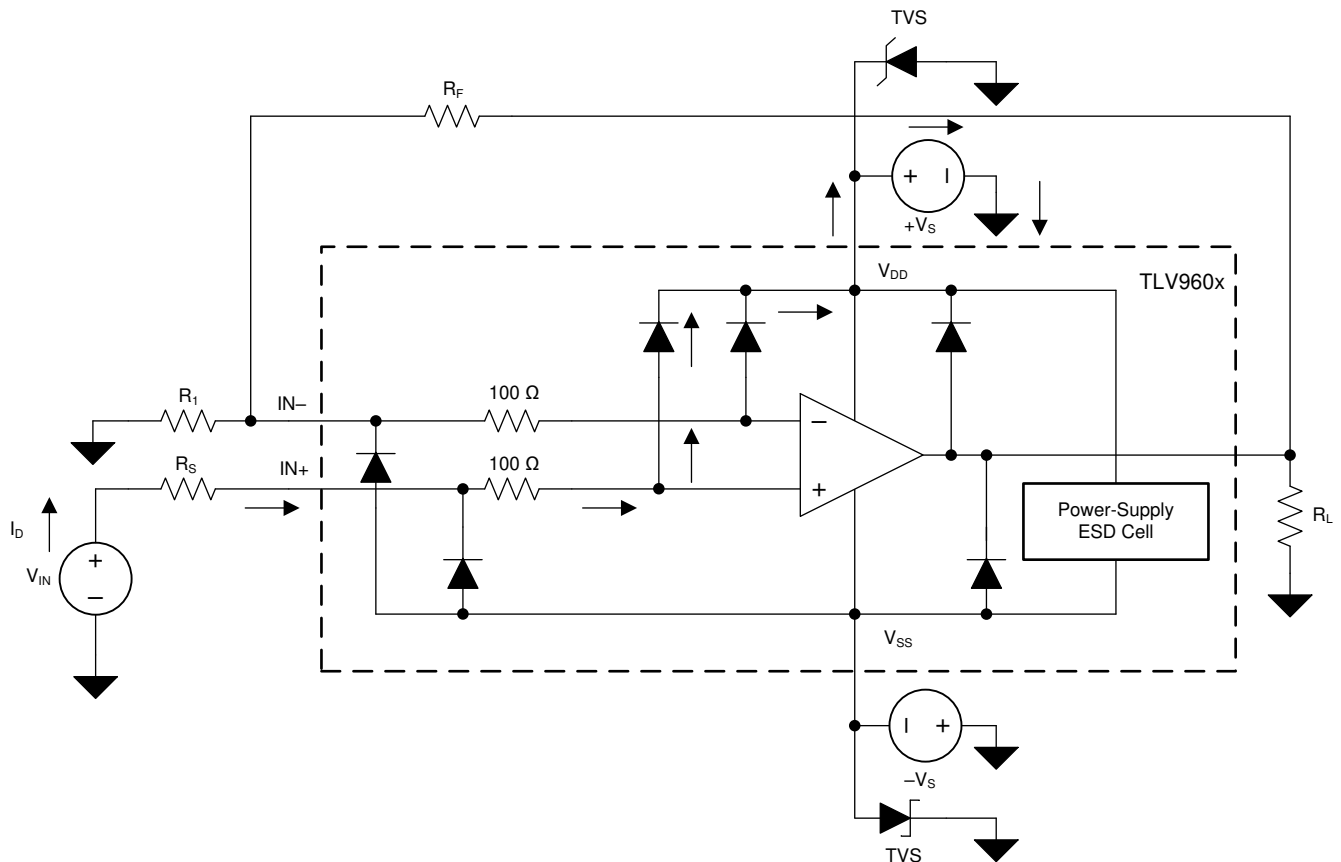 TVS
R_F
+ –
+V_S
V_DD
TLV960x
R_1
IN–
100 Ω
–
R_S
IN+
100 Ω
+
Power-Supply
ESD Cell
R_L
I_D
+
V_IN
–
V_SS
– +
–V_S
TVS